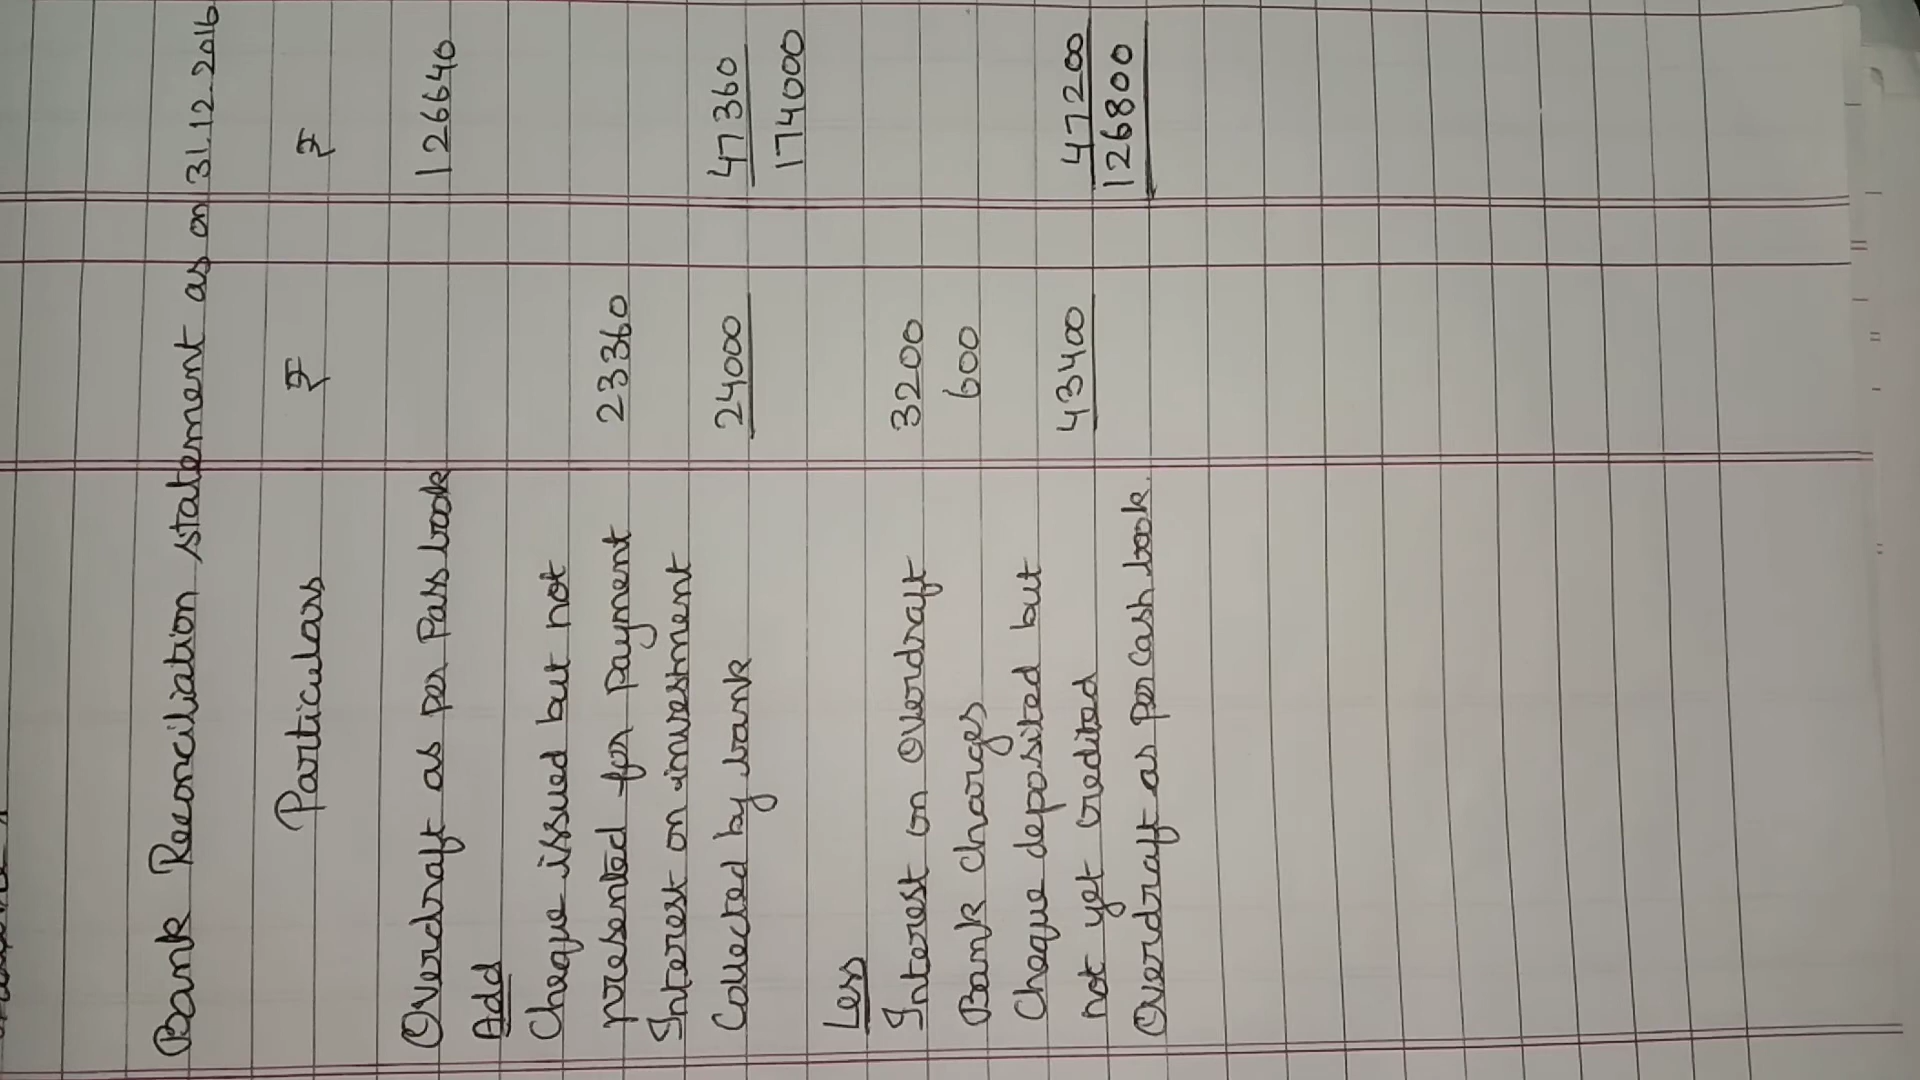 Bank Reconciliation statement as on 31.12.2016
Particulars ₹ ₹
Overdraft as per Pass book 126640
Add
Cheque issued but not
presented for Payment 23360
Interest on investment
Collected by bank 24000 47360
174000
Less
Interest on Overdraft 3200
Bank Charges 600
Cheque deposited but
not yet credited 43400 47200
Overdraft as per Cash book. 126800